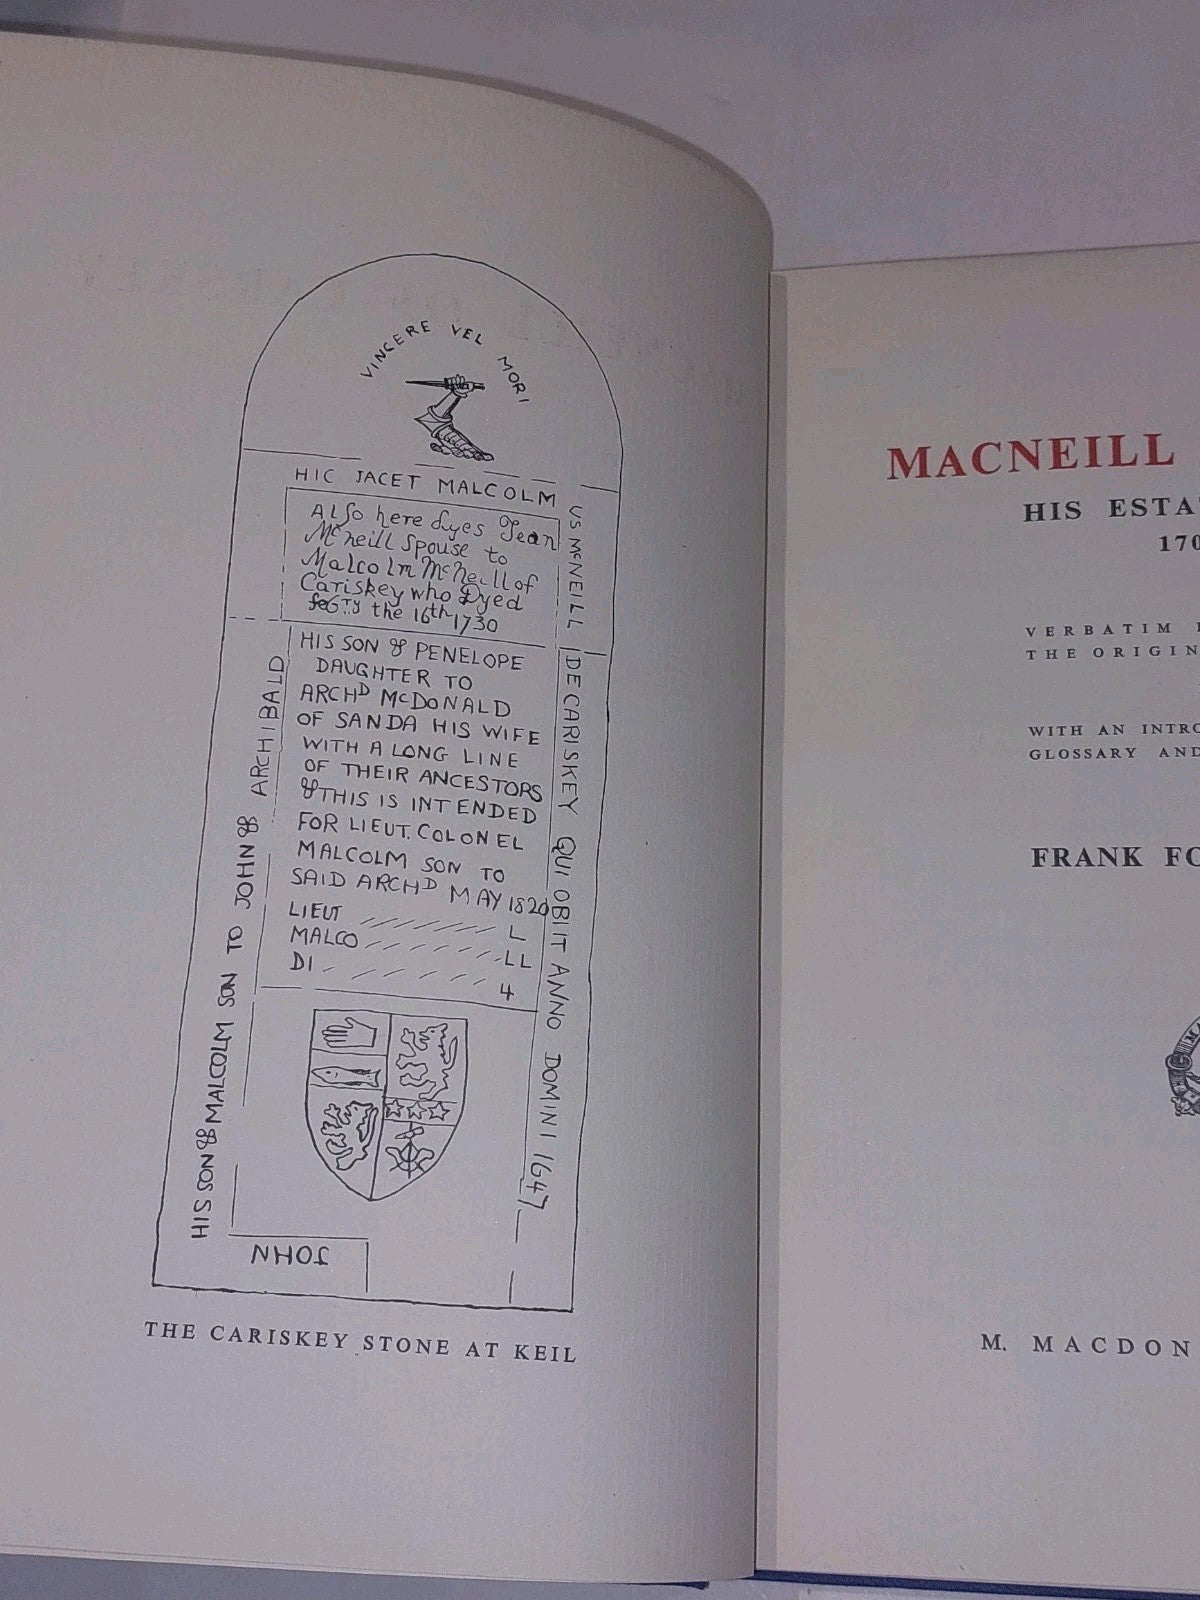 VINCERE VEL MORI
HIC JACET MALCOLM
US McNEILL
DE CARISKEY QUI OBIIT ANNO DOMINI 1647
Also here Lyes Jean
McNeill Spouse to
Malcolm McNeill of
Cariskey who Dyed
the 16th 1730
HIS SON & PENELOPE
DAUGHTER TO
ARCHD McDONALD
OF SANDA HIS WIFE
WITH A LONG LINE
OF THEIR ANCESTORS
& THIS IS INTENDED
FOR LIEUT. COLONEL
MALCOLM SON TO
SAID ARCHD MAY 1820
LIEUT L
MALCO LL
DI 4
JOHN
HIS SON & MALCOLM SON TO JOHN & ARCHIBALD
THE CARISKEY STONE AT KEIL
MACNEILL
HIS ESTA
170
VERBATIM
THE ORIGIN
WITH AN INTRO
GLOSSARY AND
FRANK FO
M. MACDON